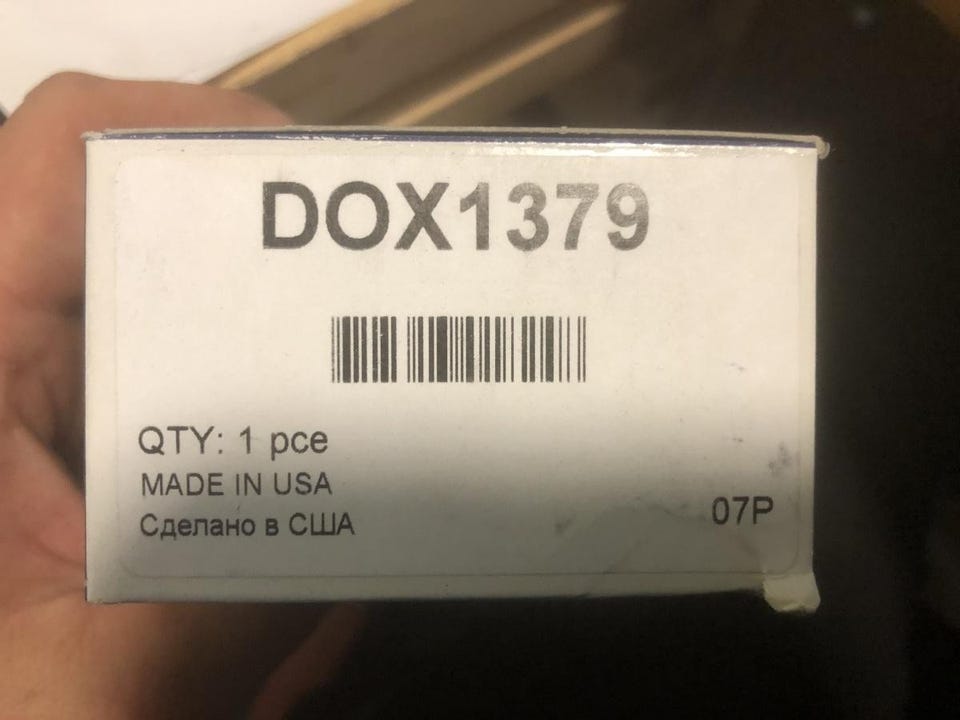 DOX1379
QTY: 1 pce
MADE IN USA
Сделано в США
07P